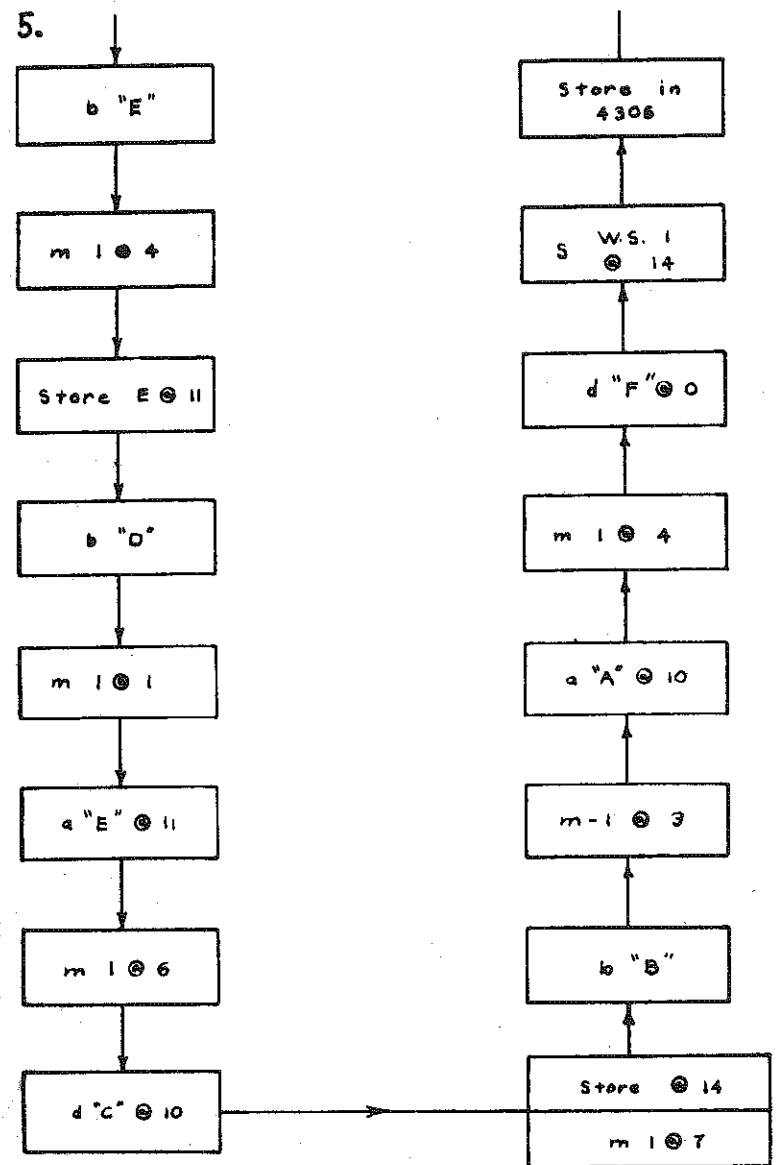 5.
b "E"
m 1 @ 4
Store E @ 11
b "D"
m 1 @ 1
a "E" @ 11
m 1 @ 6
d "C" @ 10
Store in
4306
S W.S. 1
@ 14
d "F" @ 0
m 1 @ 4
a "A" @ 10
m-1 @ 3
b "B"
Store @ 14
m 1 @ 7